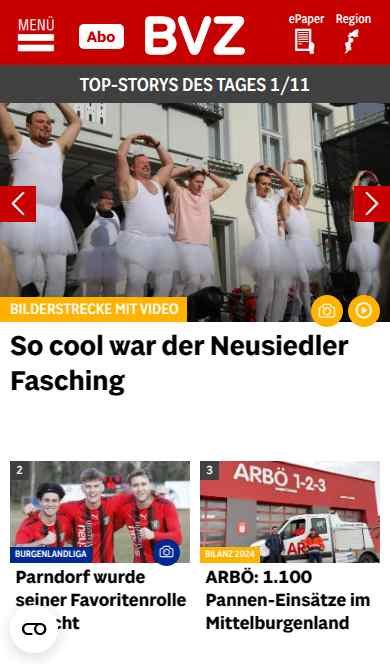 MENÜ
Abo
BVZ
ePaper
Region
TOP-STORYS DES TAGES 1/11
BILDERSTRECKE MIT VIDEO
So cool war der Neusiedler
Fasching
2
BURGENLANDLIGA
Parndorf wurde
seiner Favoritenrolle
3
ARBÖ 1-2-3
BILANZ 2024
ARBÖ: 1.100
Pannen-Einsätze im
Mittelburgenland